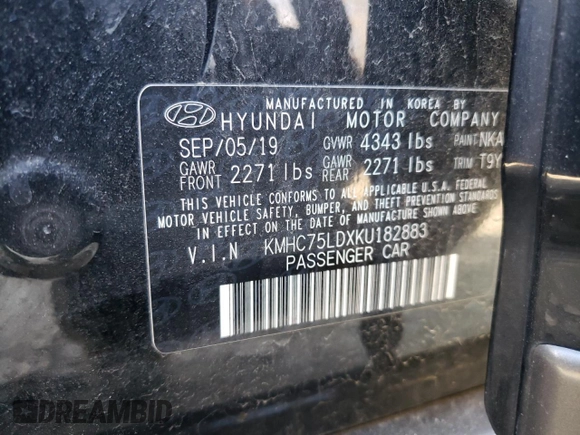 MANUFACTURED IN KOREA BY
HYUNDAI MOTOR COMPANY
SEP/05/19 GVWR 4343 lbs PAINT NKA
GAWR FRONT 2271 lbs GAWR REAR 2271 lbs TRIM T9Y
THIS VEHICLE CONFORMS TO ALL APPLICABLE U.S.A. FEDERAL
MOTOR VEHICLE SAFETY, BUMPER, AND THEFT PREVENTION STANDARDS
IN EFFECT ON THE DATE OF MANUFACTURE SHOWN ABOVE.
V.I.N KMHC75LDXKU182883
PASSENGER CAR
DREAMBID